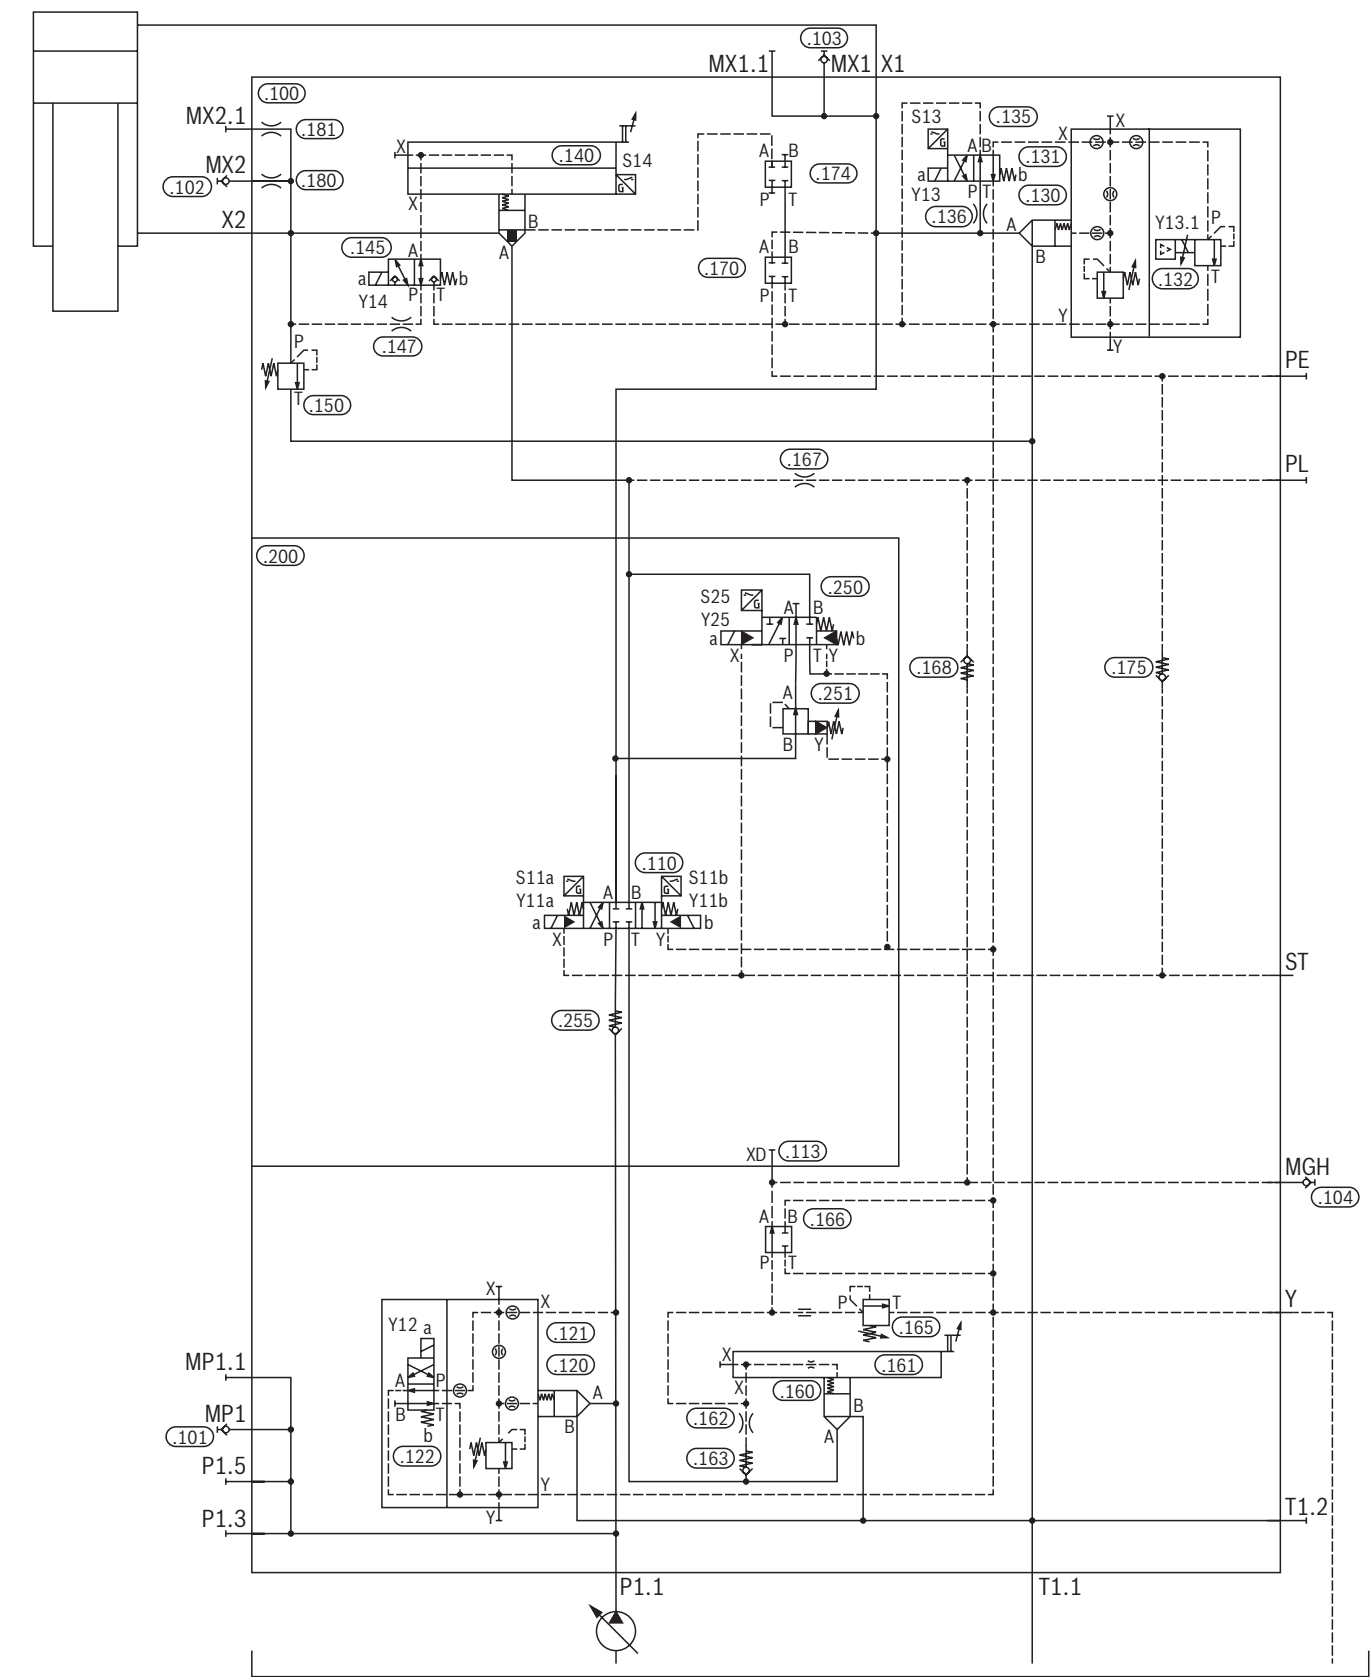 .103
MX1.1 MX1 X1
.100
MX2.1 .181
S13 .135
X X
X .140 S14
A B .174
A B .131
MX2 .180
.102
a Y13 P T b .130
P T
X
X2 B
.136 A
Y13.1 P
.145 A
A
A B
B
.170
a Y14 P T b
P T
.132 T
Y
.147
Y
P
T .150
PE
.167
PL
.200
S25 .250
Y25 A B
a b
X P T Y
.168 .175
A .251
B Y
.110
S11a S11b
Y11a A B Y11b
a b
X P T Y
ST
.255
XD .113
MGH
.104
A B .166
P T
X X
Y12 a
.121
P T
.165
Y
MP1.1
.120
X .161
A P
X .160
A
B T
B
B
.162
MP1
.101
b
.122
A
.163
P1.5
Y
Y
P1.3
T1.2
P1.1 T1.1